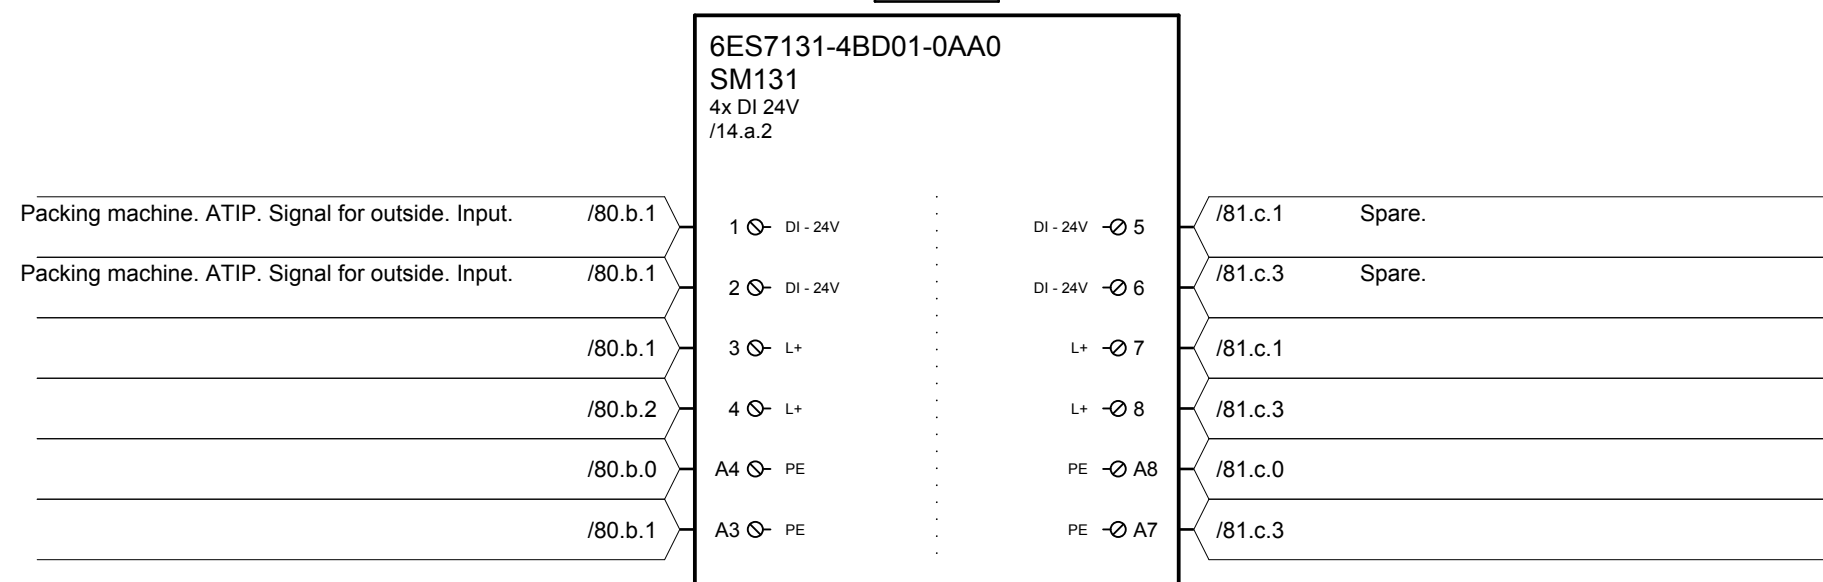 6ES7131-4BD01-0AA0
SM131
4x DI 24V
/14.a.2
Packing machine. ATIP. Signal for outside. Input. /80.b.1 1 DI - 24V DI - 24V 5 /81.c.1 Spare.
Packing machine. ATIP. Signal for outside. Input. /80.b.1 2 DI - 24V DI - 24V 6 /81.c.3 Spare.
/80.b.1 3 L+ L+ 7 /81.c.1
/80.b.2 4 L+ L+ 8 /81.c.3
/80.b.0 A4 PE PE A8 /81.c.0
/80.b.1 A3 PE PE A7 /81.c.3